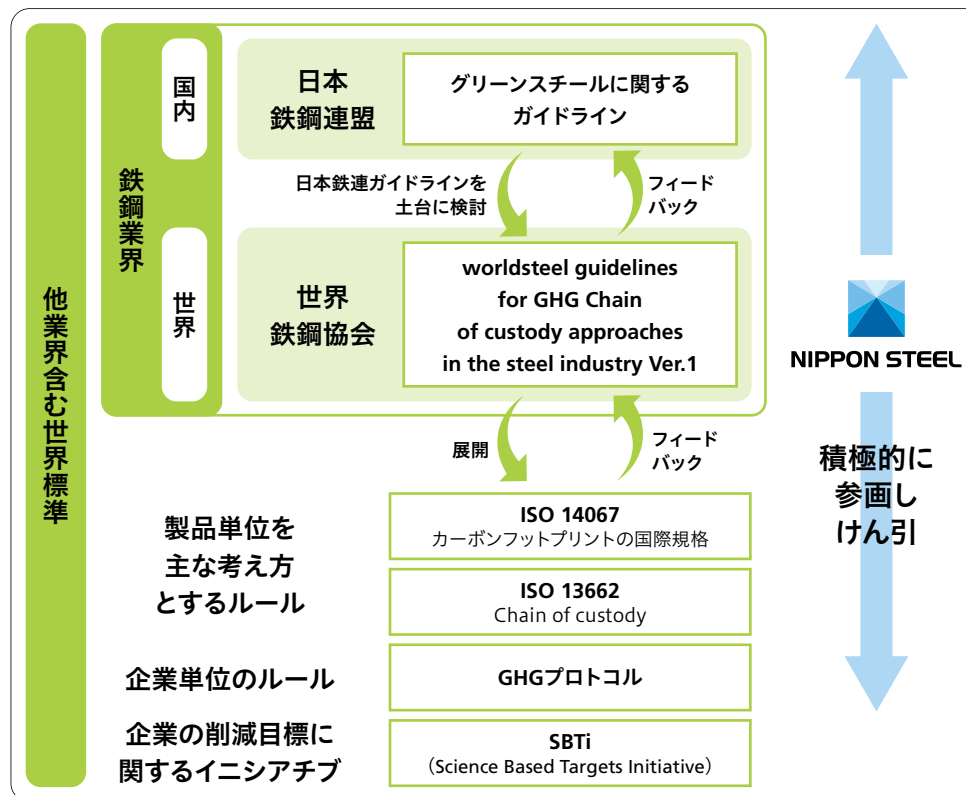 他業界含む世界標準
鉄鋼業界
国内
日本
鉄鋼連盟
グリーンスチールに関する
ガイドライン
日本鉄連ガイドラインを
土台に検討
フィード
バック
世界
世界
鉄鋼協会
worldsteel guidelines
for GHG Chain
of custody approaches
in the steel industry Ver.1
展開
フィード
バック
製品単位を
主な考え方
とするルール
ISO 14067
カーボンフットプリントの国際規格
ISO 13662
Chain of custody
企業単位のルール
GHGプロトコル
企業の削減目標に
関するイニシアチブ
SBTi
（Science Based Targets Initiative）
NIPPON STEEL
積極的に
参画し
けん引